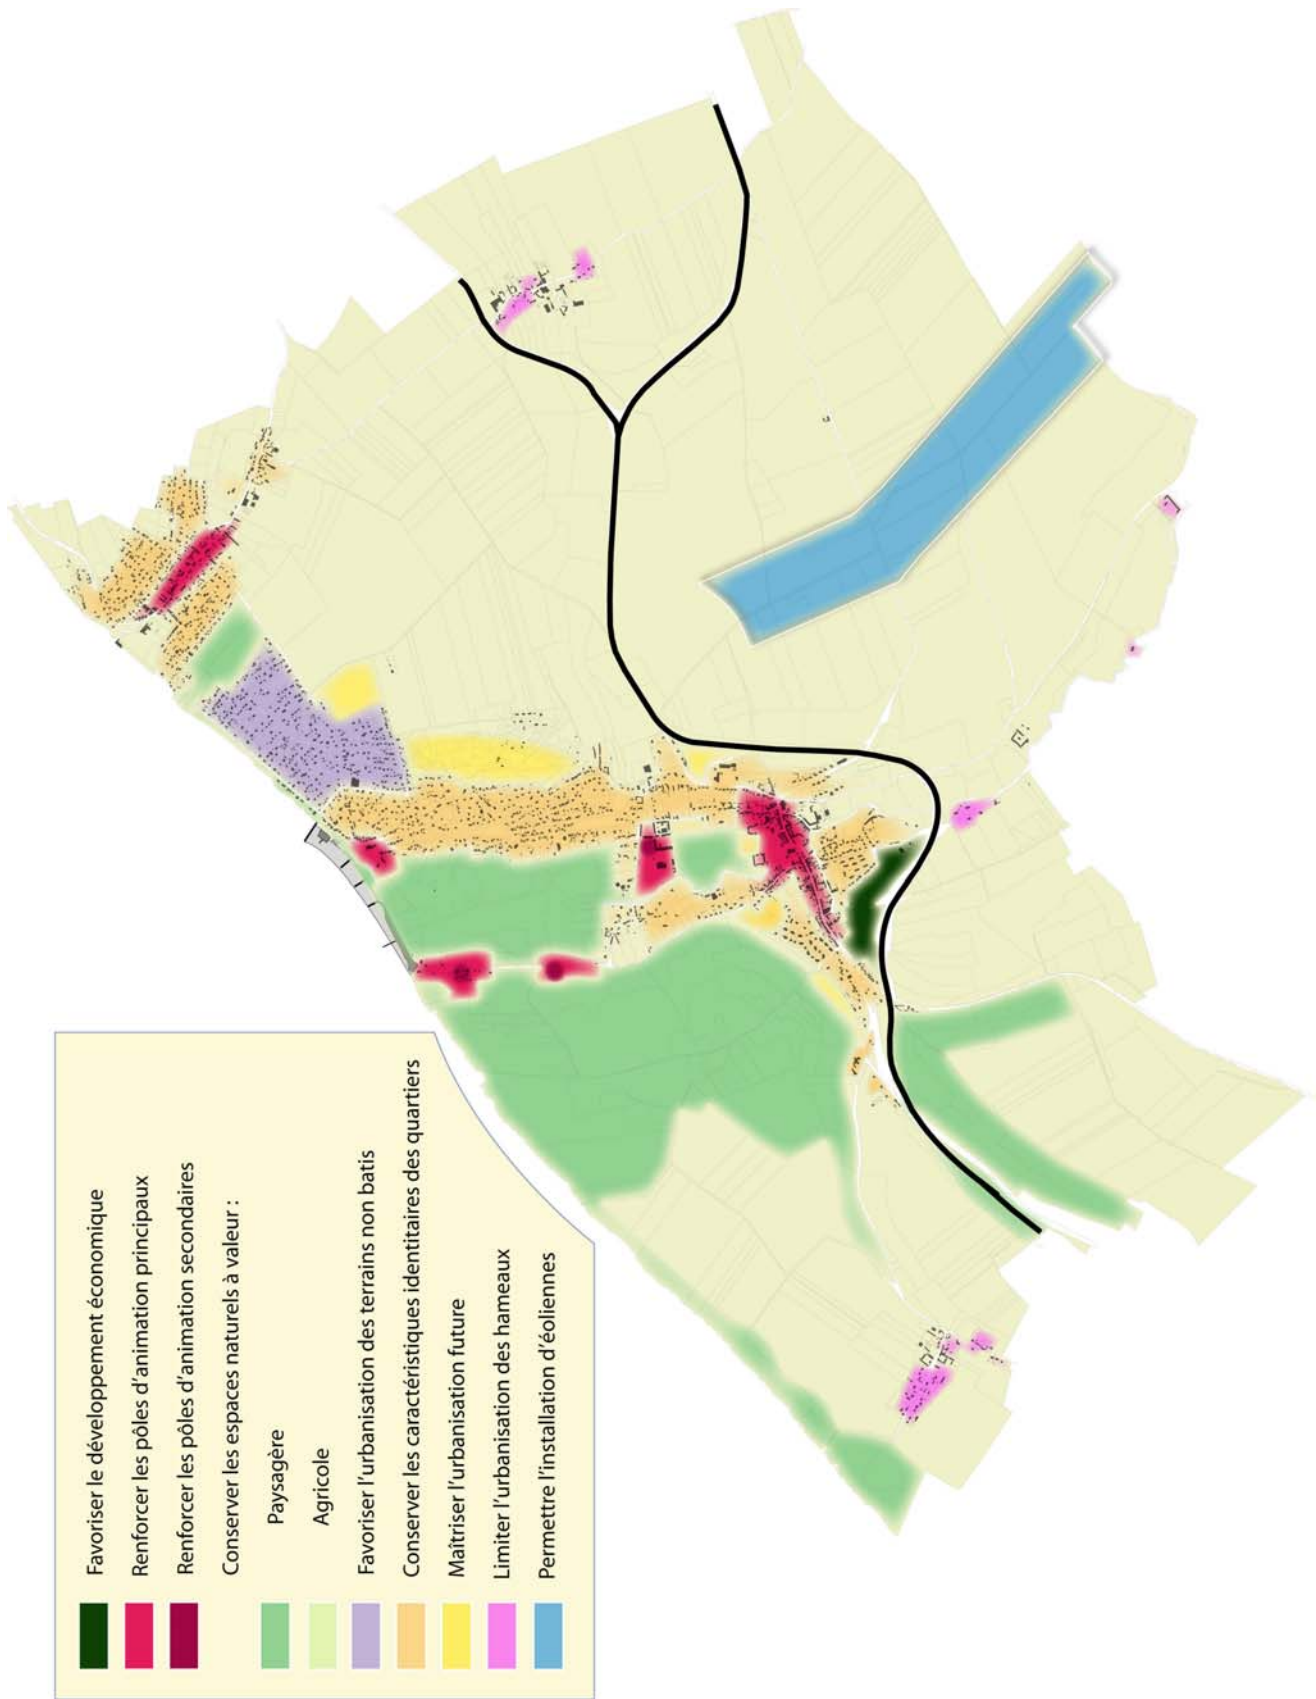 Favoriser le développement économique
Renforcer les pôles d'animation principaux
Renforcer les pôles d'animation secondaires
Conserver les espaces naturels à valeur :
Paysagère
Agricole
Favoriser l'urbanisation des terrains non batis
Conserver les caractéristiques identitaires des quartiers
Maîtriser l'urbanisation future
Limiter l'urbanisation des hameaux
Permettre l'installation d'éoliennes